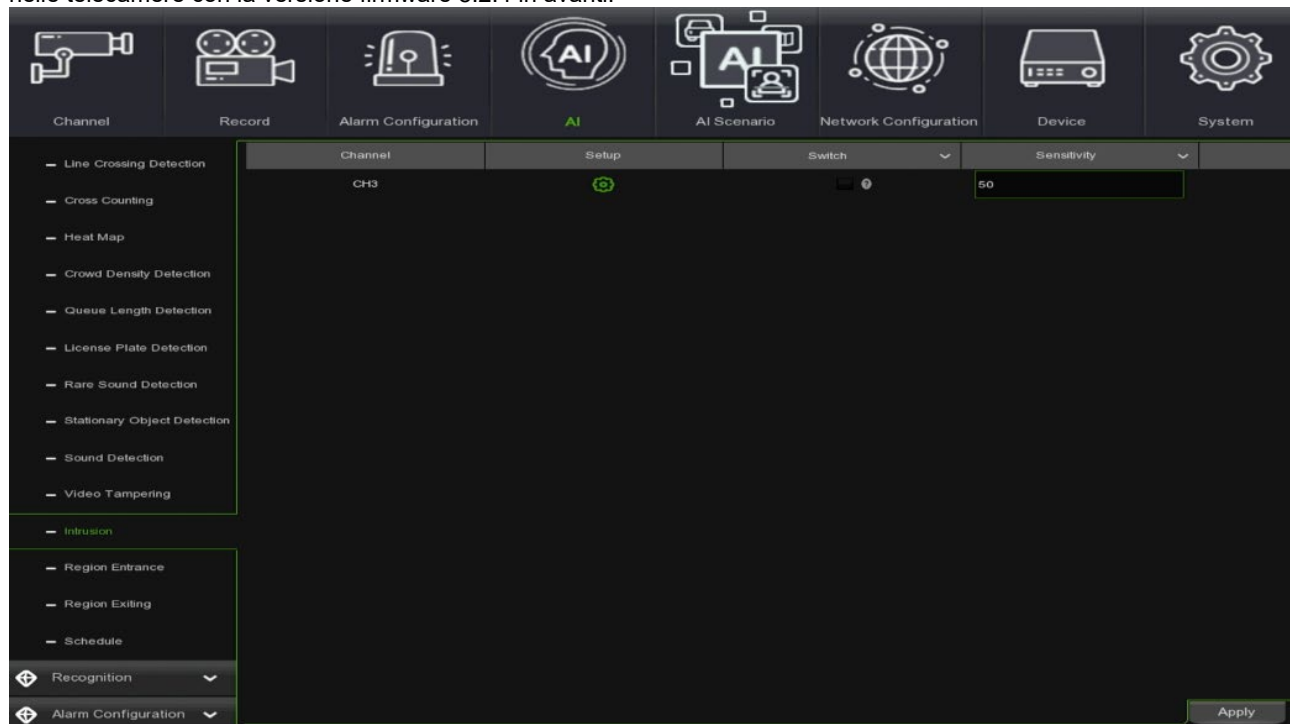 AI
AI
Channel
Record
Alarm Configuration
AI
AI Scenario
Network Configuration
Device
System
Line Crossing Detection
Cross Counting
Heat Map
Crowd Density Detection
Queue Length Detection
License Plate Detection
Rare Sound Detection
Stationary Object Detection
Sound Detection
Video Tampering
Intrusion
Region Entrance
Region Exiting
Schedule
Recognition
Alarm Configuration
Channel
Setup
Switch
Sensitivity
CH3
50
Apply